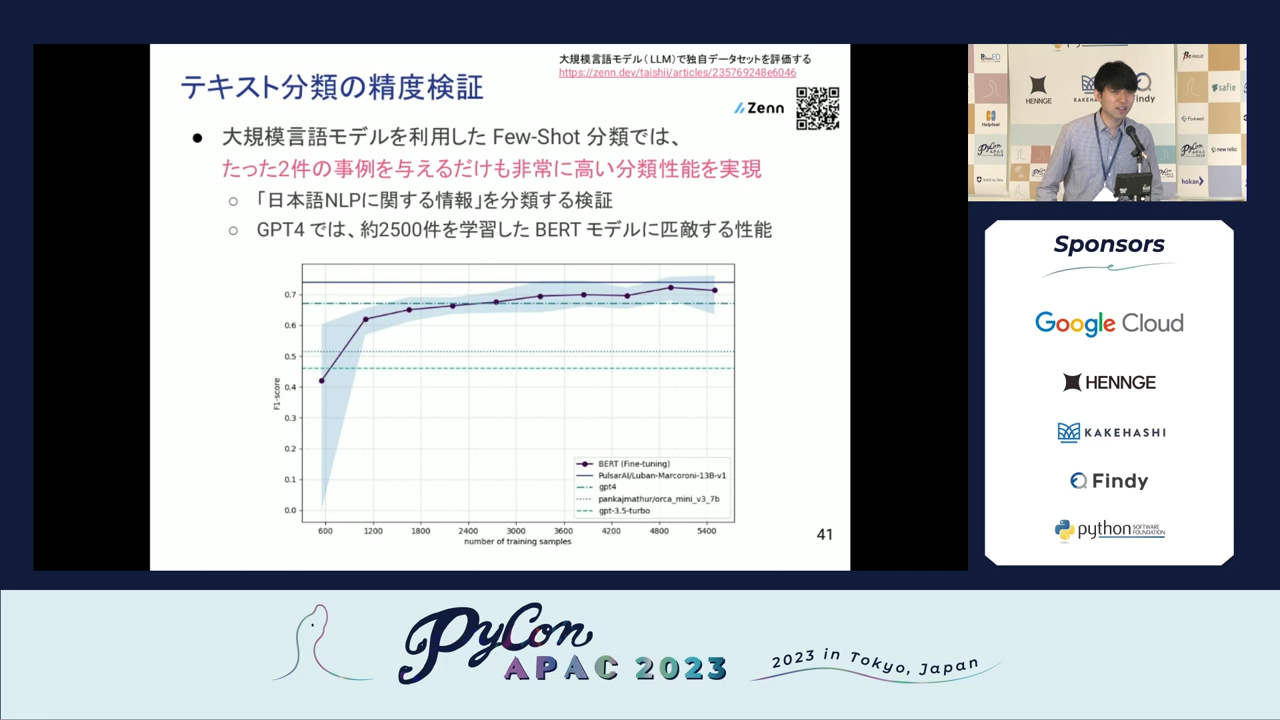 大規模言語モデル（LLM）で独自データセットを評価する
https://zenn.dev/taishii/articles/235769248e6046
テキスト分類の精度検証
Zenn
● 大規模言語モデルを利用した Few-Shot 分類では、
たった2件の事例を与えるだけも非常に高い分類性能を実現
○ 「日本語NLPに関する情報」を分類する検証
○ GPT4 では、約2500件を学習した BERT モデルに匹敵する性能
F1-score
0.7
0.6
0.5
0.4
0.3
0.2
0.1
0.0
BERT (Fine-tuning)
PulsarAI/Luban-Marcoroni-13B-v1
gpt4
pankajmathur/orca_mini_v3_7b
gpt-3.5-turbo
600 1200 1800 2400 3000 3600 4200 4800 5400
number of training samples
41
HENNGE
KAKEH
indy
safie
new relic
hokan
Sponsors
Google Cloud
HENNGE
KAKEHASHI
Findy
python SOFTWARE FOUNDATION
PyCon
APAC 2023
2023 in Tokyo, Japan